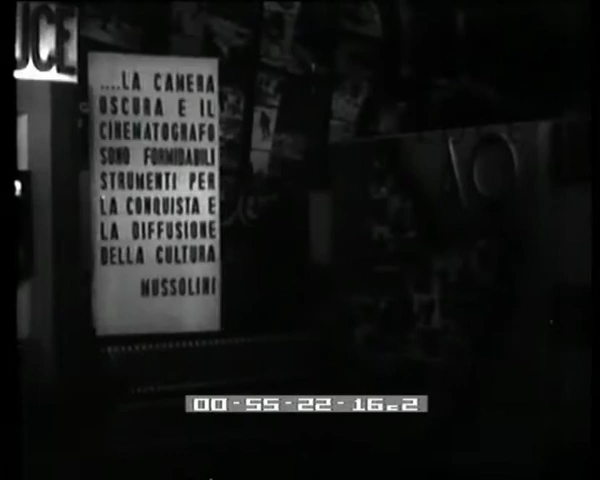 UCE
....LA CAMERA
OSCURA E IL
CINEMATOGRAFO
SONO FORMIDABILI
STRUMENTI PER
LA CONQUISTA E
LA DIFFUSIONE
DELLA CULTURA
MUSSOLINI
00-55-22-16.2